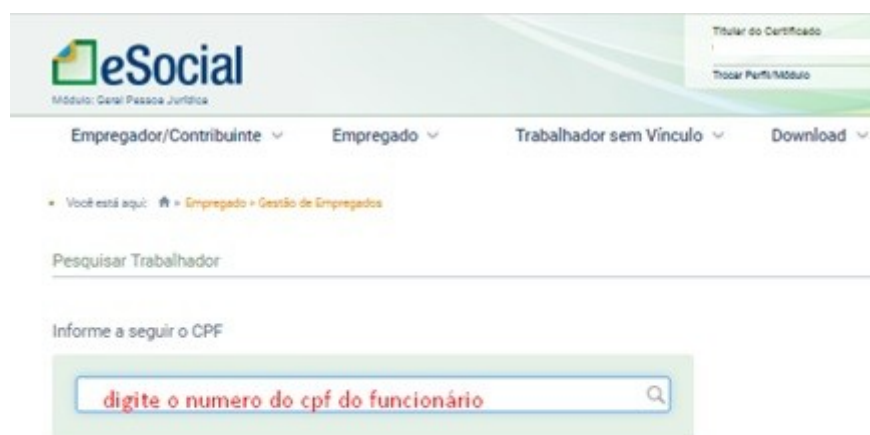 Titular do Certificado
eSocial
Trocar Perfil/Módulo
Módulo: Geral Pessoa Jurídica
Empregador/Contribuinte Empregado Trabalhador sem Vínculo Download
Você está aqui: » Empregado » Gestão de Empregados
Pesquisar Trabalhador
Informe a seguir o CPF
digite o numero do cpf do funcionário